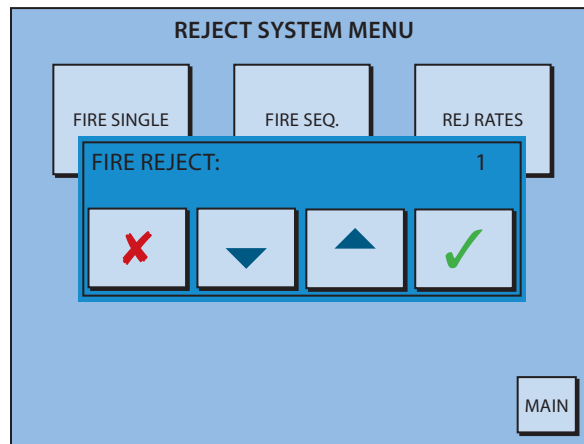 REJECT SYSTEM MENU
FIRE SINGLE FIRE SEQ. REJ RATES
FIRE REJECT: 1
MAIN